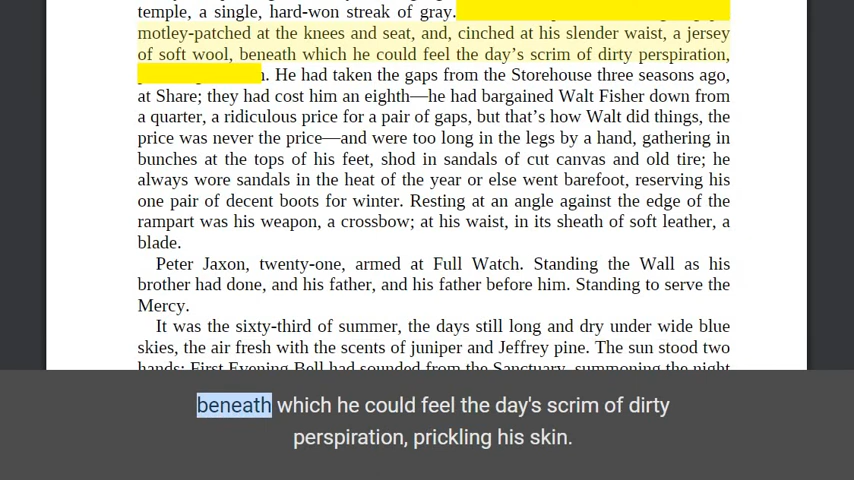 temple, a single, hard-won streak of gray.
motley-patched at the knees and seat, and, cinched at his slender waist, a jersey
of soft wool, beneath which he could feel the day’s scrim of dirty perspiration,
He had taken the gaps from the Storehouse three seasons ago,
at Share; they had cost him an eighth—he had bargained Walt Fisher down from
a quarter, a ridiculous price for a pair of gaps, but that’s how Walt did things, the
price was never the price—and were too long in the legs by a hand, gathering in
bunches at the tops of his feet, shod in sandals of cut canvas and old tire; he
always wore sandals in the heat of the year or else went barefoot, reserving his
one pair of decent boots for winter. Resting at an angle against the edge of the
rampart was his weapon, a crossbow; at his waist, in its sheath of soft leather, a
blade.
Peter Jaxon, twenty-one, armed at Full Watch. Standing the Wall as his
brother had done, and his father, and his father before him. Standing to serve the
Mercy.
It was the sixty-third of summer, the days still long and dry under wide blue
skies, the air fresh with the scents of juniper and Jeffrey pine. The sun stood two
hands; First Evening Bell had sounded from the Sanctuary, summoning the night
beneath which he could feel the day's scrim of dirty
perspiration, prickling his skin.